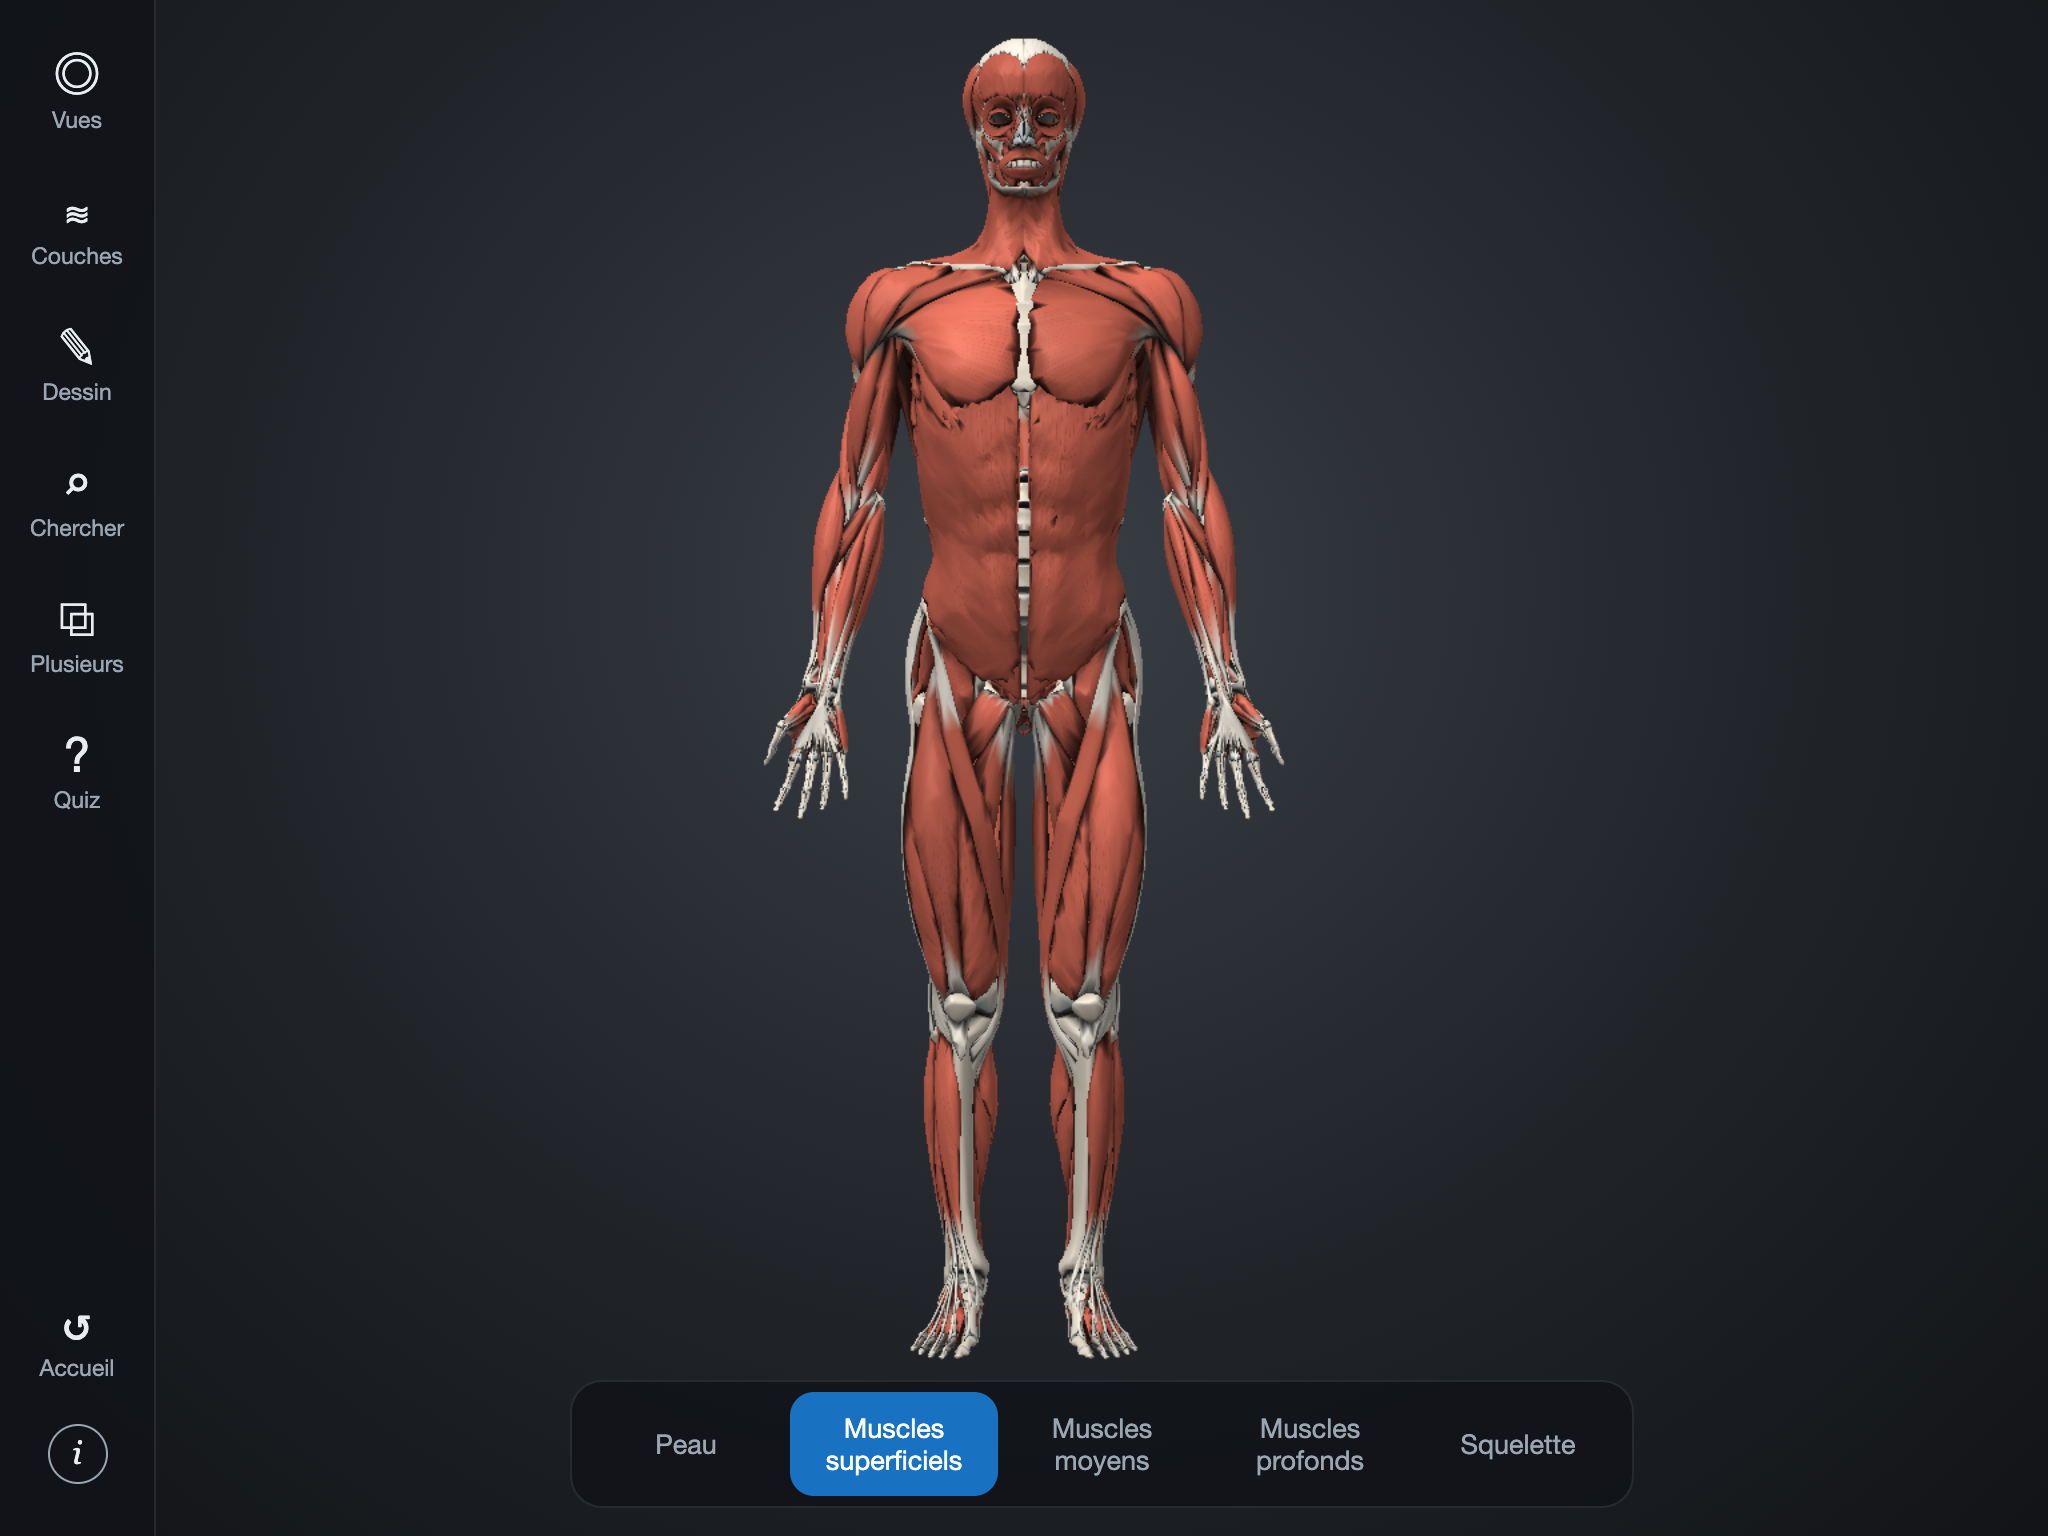 Vues
Couches
Dessin
Chercher
Plusieurs
?
Quiz
Accueil
i
Peau
Muscles
superficiels
Muscles
moyens
Muscles
profonds
Squelette